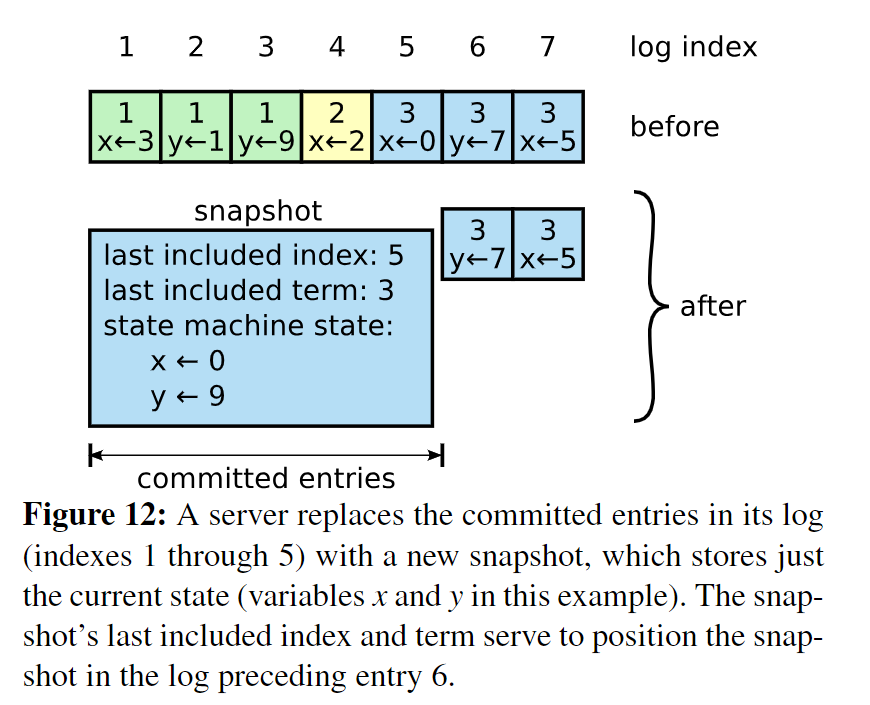 1 2 3 4 5 6 7 log index
1 1 1 2 3 3 3
x←3 y←1 y←9 x←2 x←0 y←7 x←5
before
snapshot
last included index: 5
last included term: 3
state machine state:
x ← 0
y ← 9
3 3
y←7 x←5
after
committed entries
Figure 12: A server replaces the committed entries in its log
(indexes 1 through 5) with a new snapshot, which stores just
the current state (variables x and y in this example). The snap-
shot’s last included index and term serve to position the snap-
shot in the log preceding entry 6.